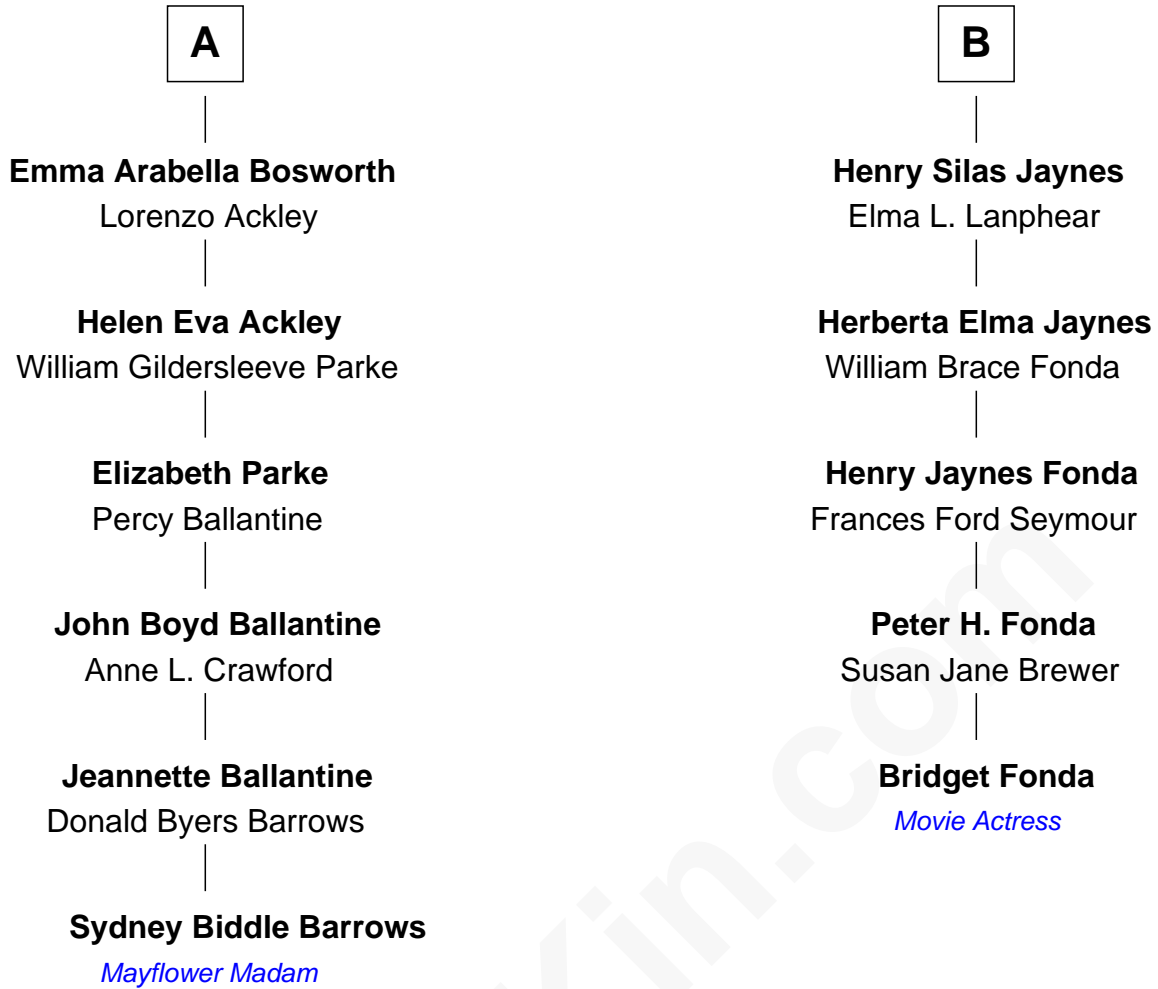 A
Emma Arabella Bosworth
Lorenzo Ackley
Helen Eva Ackley
William Gildersleeve Parke
Elizabeth Parke
Percy Ballantine
John Boyd Ballantine
Anne L. Crawford
Jeannette Ballantine
Donald Byers Barrows
Sydney Biddle Barrows
Mayflower Madam
B
Henry Silas Jaynes
Elma L. Lanphear
Herberta Elma Jaynes
William Brace Fonda
Henry Jaynes Fonda
Frances Ford Seymour
Peter H. Fonda
Susan Jane Brewer
Bridget Fonda
Movie Actress
Kin.com